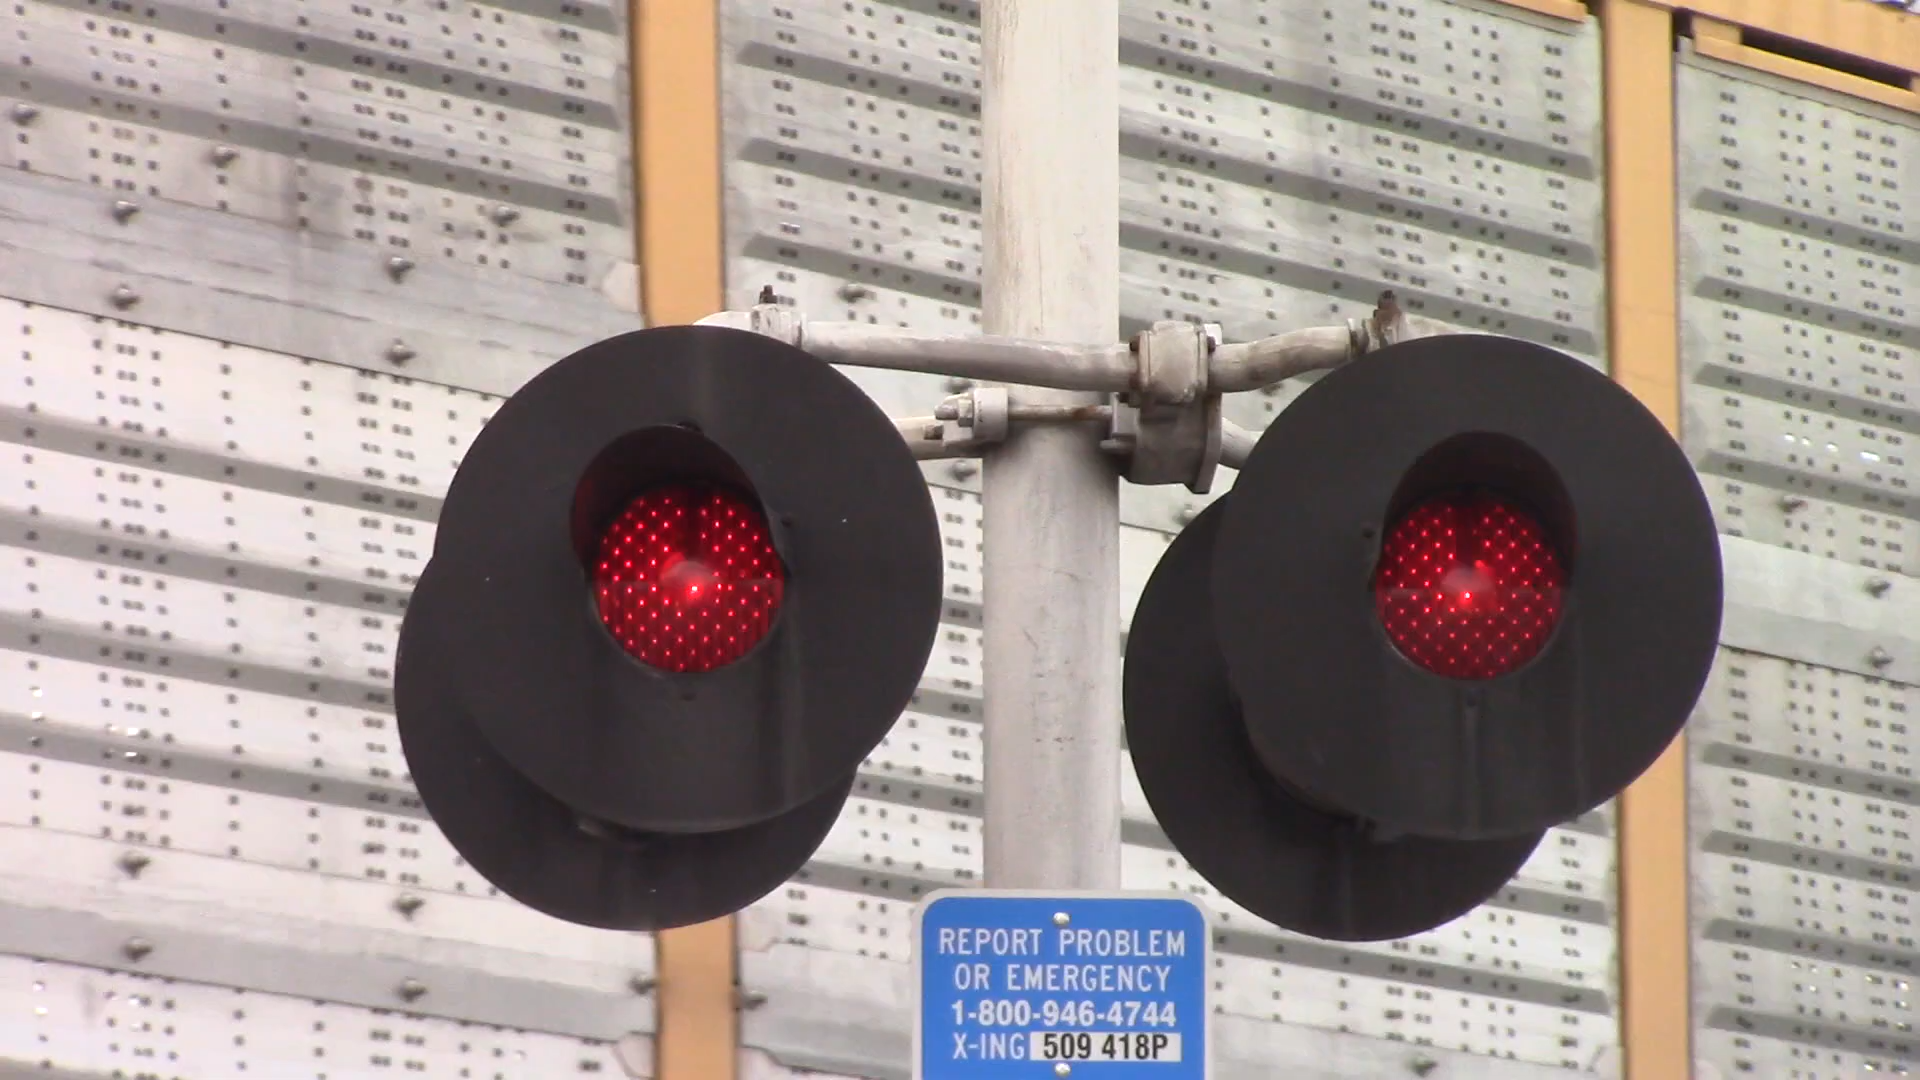 REPORT PROBLEM
OR EMERGENCY
1-800-946-4744
X-ING 509 418P